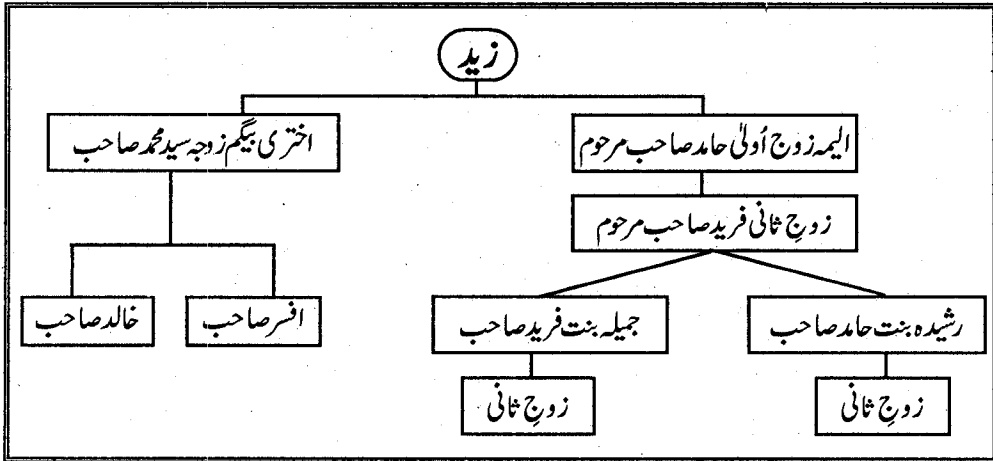 زید
الیمہ زوج أولیٰ حامد صاحب مرحوم
اختری بیگم زوجہ سید محمد صاحب
زوجِ ثانی فرید صاحب مرحوم
رشیدہ بنت حامد صاحب
جمیلہ بنت فرید صاحب
افسر صاحب
خالد صاحب
زوجِ ثانی
زوجِ ثانی